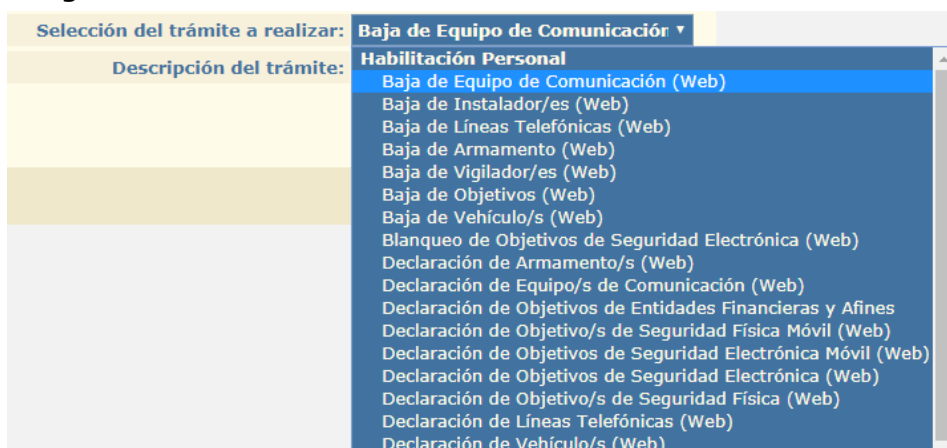 Selección del trámite a realizar: Baja de Equipo de Comunicación
Descripción del trámite:
Habilitación Personal
Baja de Equipo de Comunicación (Web)
Baja de Instalador/es (Web)
Baja de Líneas Telefónicas (Web)
Baja de Armamento (Web)
Baja de Vigilador/es (Web)
Baja de Objetivos (Web)
Baja de Vehículo/s (Web)
Blanqueo de Objetivos de Seguridad Electrónica (Web)
Declaración de Armamento/s (Web)
Declaración de Equipo/s de Comunicación (Web)
Declaración de Objetivos de Entidades Financieras y Afines
Declaración de Objetivo/s de Seguridad Física Móvil (Web)
Declaración de Objetivos de Seguridad Electrónica Móvil (Web)
Declaración de Objetivos de Seguridad Electrónica (Web)
Declaración de Objetivo/s de Seguridad Física (Web)
Declaración de Líneas Telefónicas (Web)
Declaración de Vehículo/s (Web)